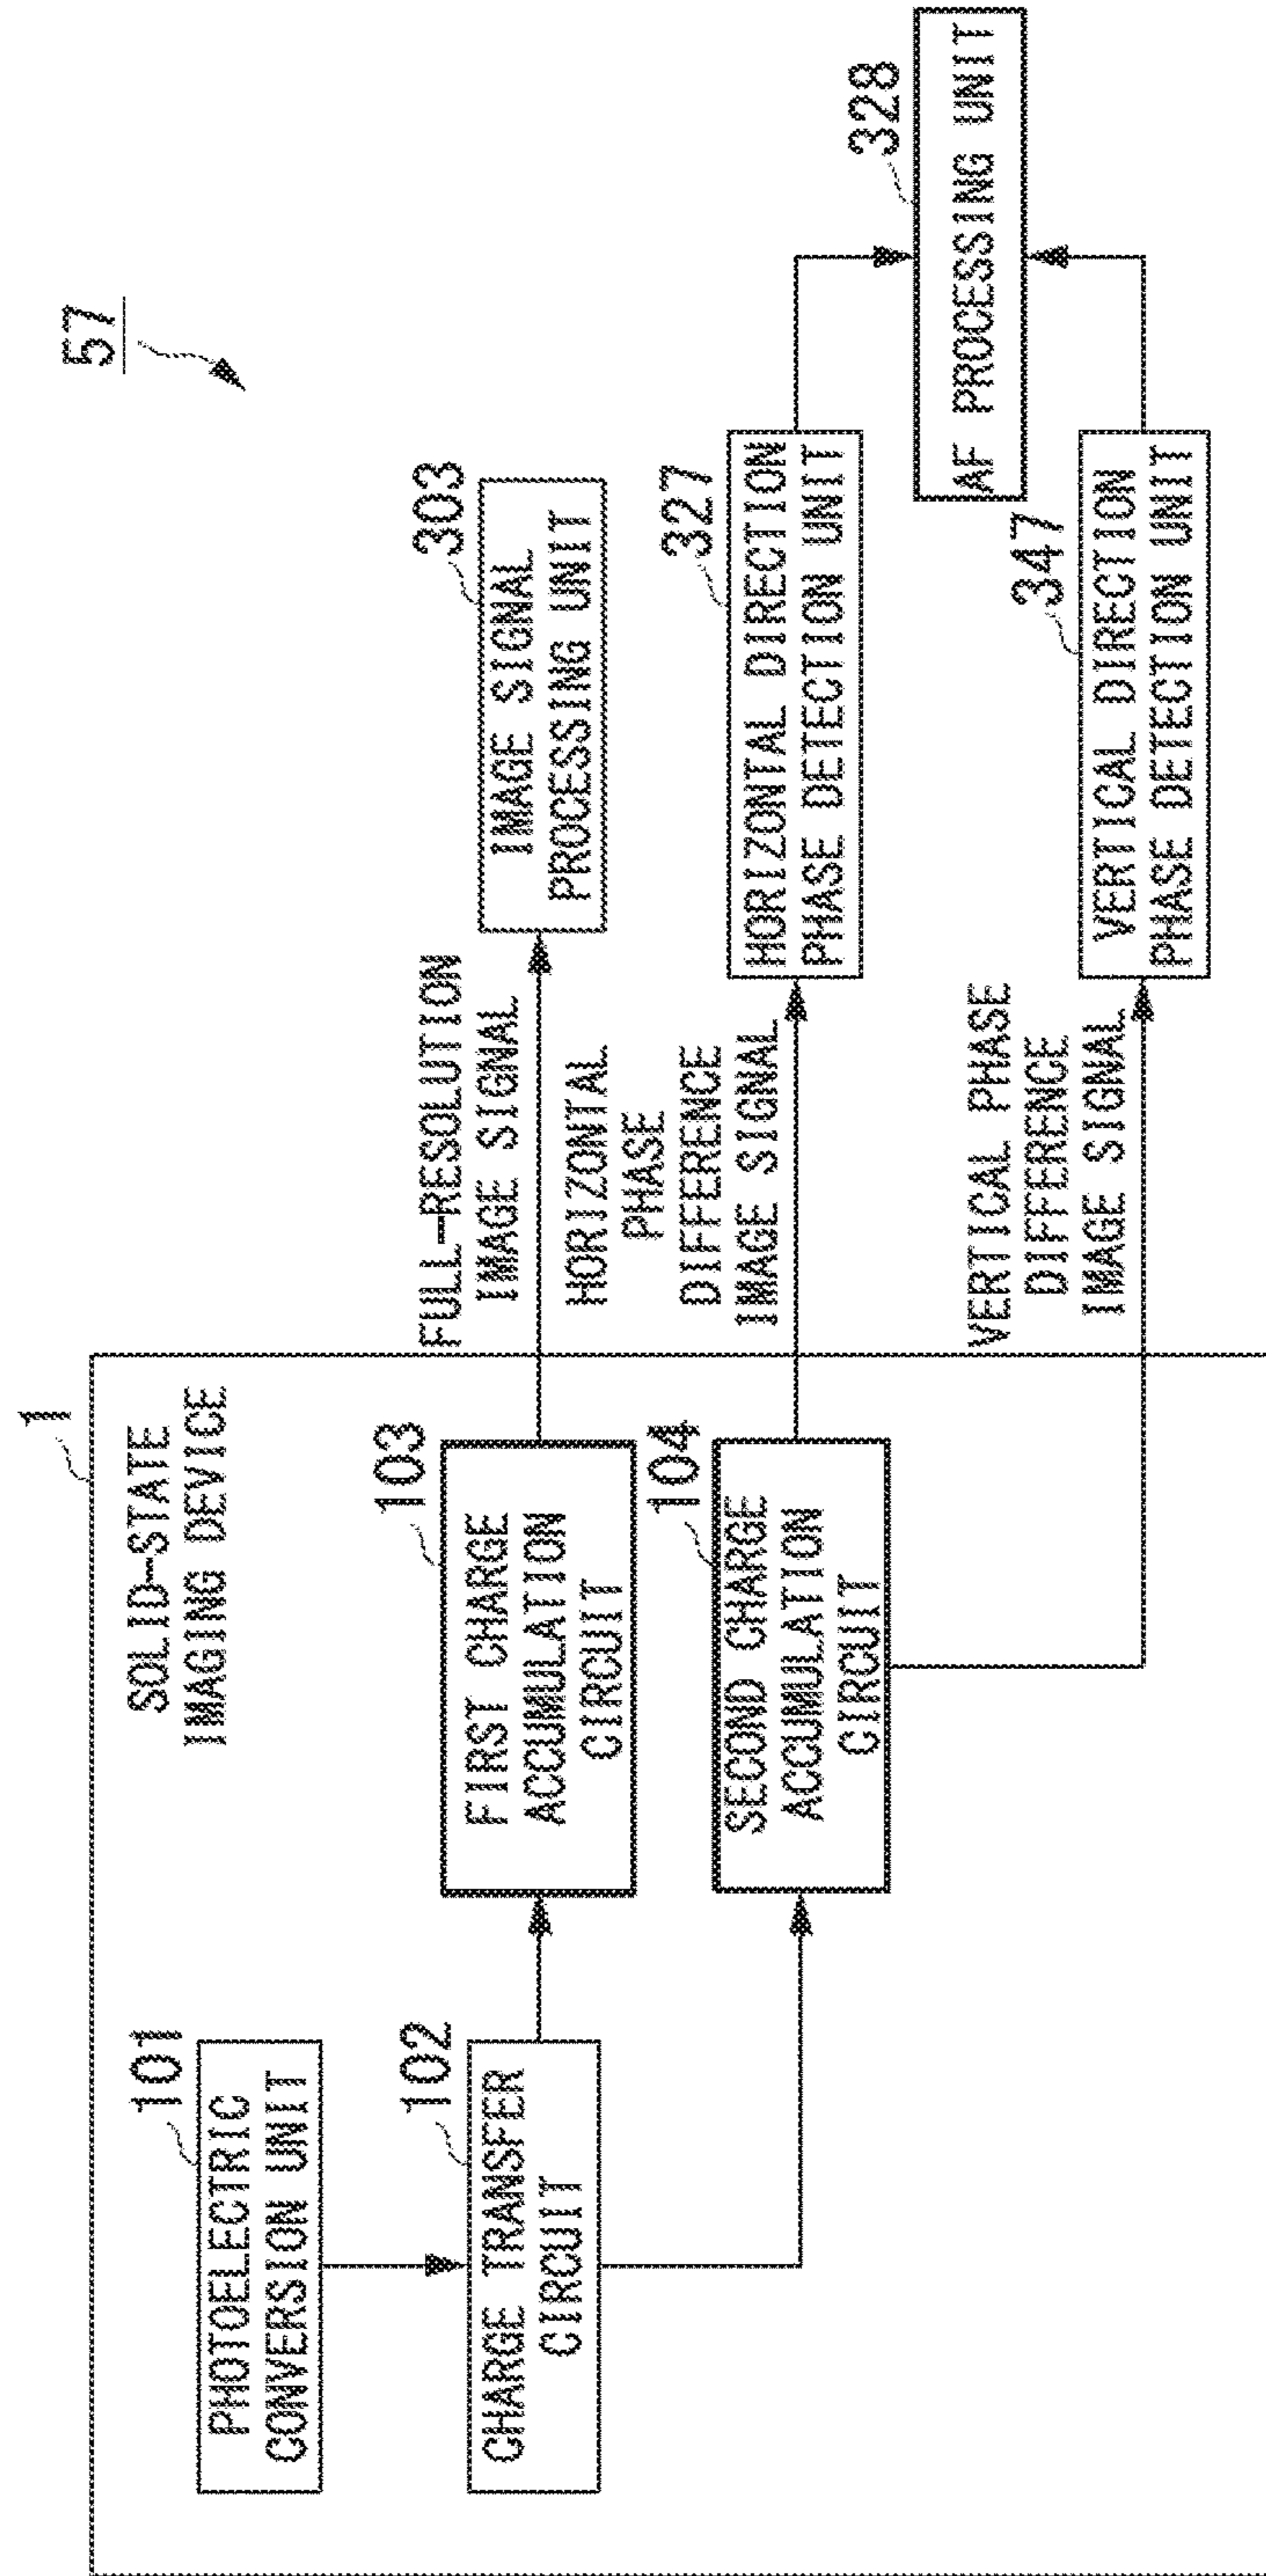 57
1
SOLID-STATE
IMAGING DEVICE
101
PHOTOELECTRIC
CONVERSION UNIT
102
CHARGE TRANSFER
CIRCUIT
103
FIRST CHARGE
ACCUMULATION
CIRCUIT
104
SECOND CHARGE
ACCUMULATION
CIRCUIT
FULL-RESOLUTION
IMAGE SIGNAL
HORIZONTAL
PHASE
DIFFERENCE
IMAGE SIGNAL
VERTICAL PHASE
DIFFERENCE
IMAGE SIGNAL
303
IMAGE SIGNAL
PROCESSING UNIT
327
HORIZONTAL DIRECTION
PHASE DETECTION UNIT
347
VERTICAL DIRECTION
PHASE DETECTION UNIT
328
AF PROCESSING UNIT